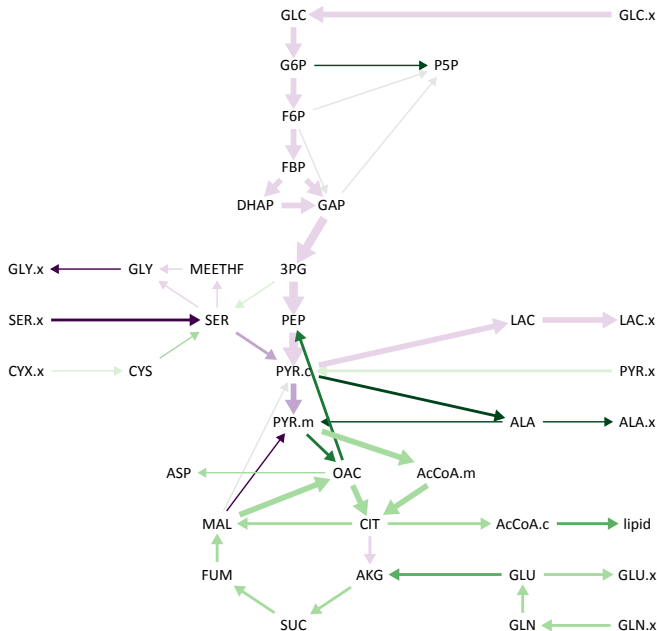 GLC GLC.x
G6P P5P
F6P
FBP
DHAP GAP
GLY.x GLY MEETHF 3PG
SER.x SER PEP LAC LAC.x
CYX.x CYS PYR.c PYR.x
PYR.m ALA ALA.x
ASP OAC AcCoA.m
MAL CIT AcCoA.c lipid
FUM AKG GLU GLU.x
SUC GLN GLN.x